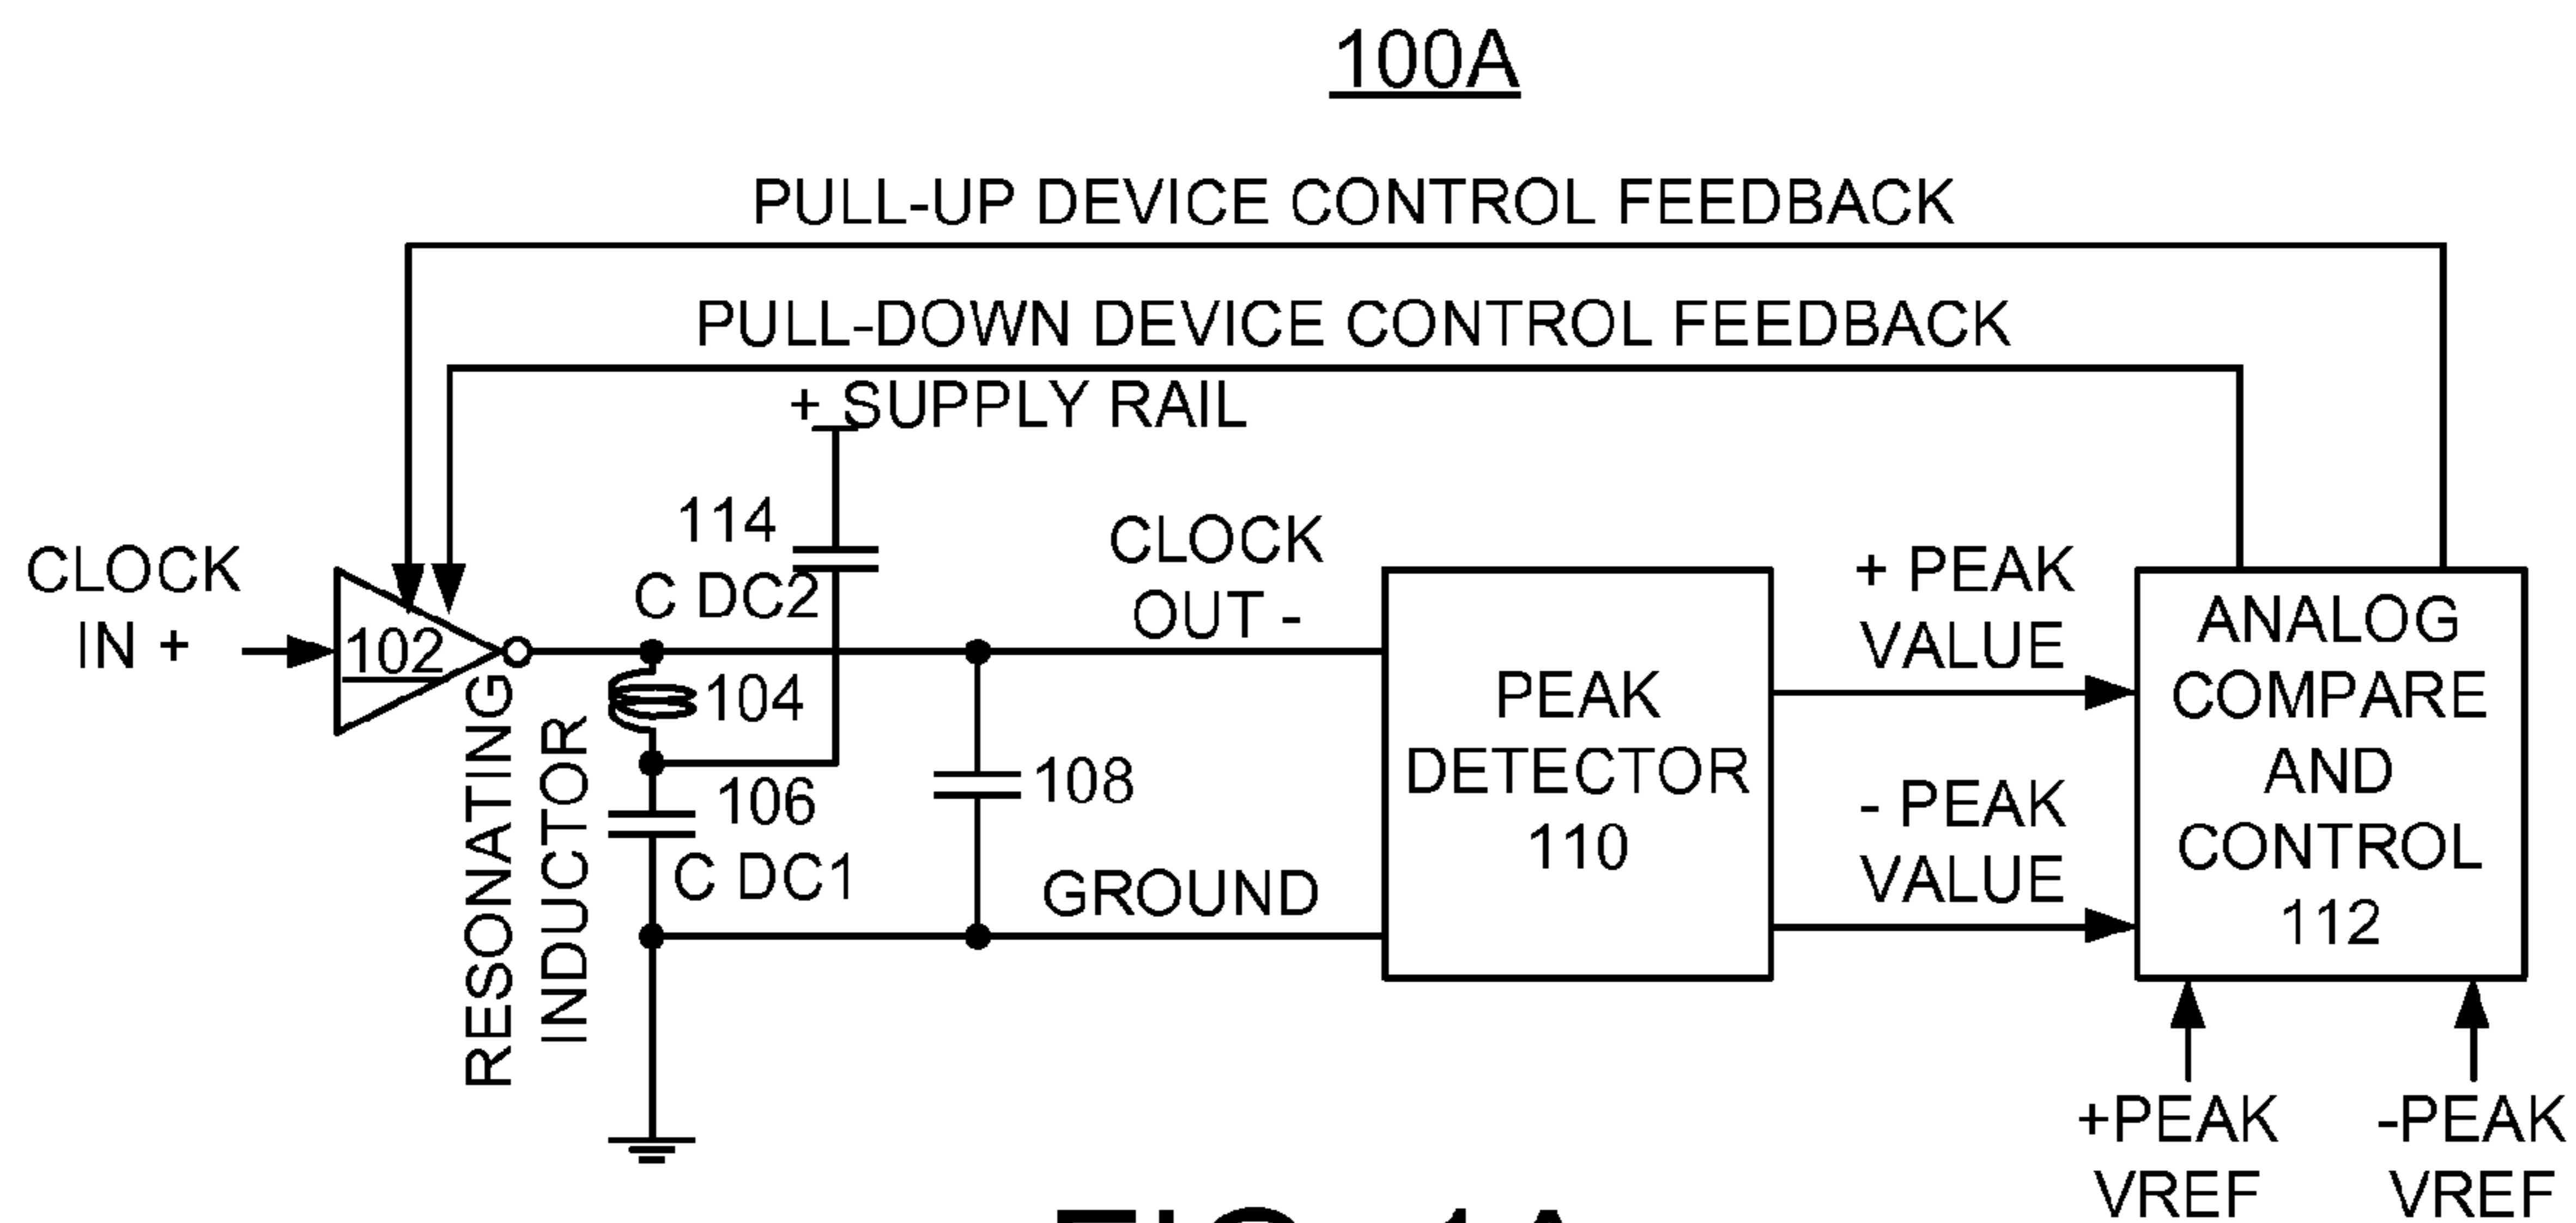 100A
PULL-UP DEVICE CONTROL FEEDBACK
PULL-DOWN DEVICE CONTROL FEEDBACK
+ SUPPLY RAIL
114
C DC2
CLOCK
IN +
102
RESONATING
INDUCTOR
104
106
C DC1
108
CLOCK
OUT -
GROUND
PEAK
DETECTOR
110
+ PEAK
VALUE
- PEAK
VALUE
ANALOG
COMPARE
AND
CONTROL
112
+PEAK
VREF
-PEAK
VREF